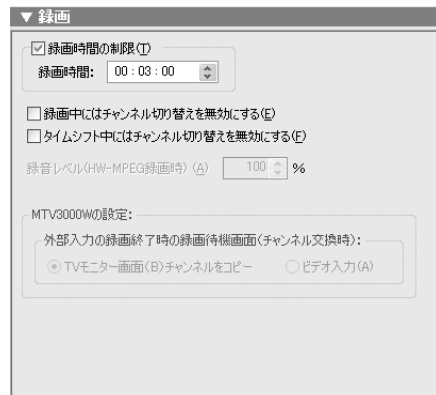 ▼ 録画
録画時間の制限(T)
録画時間: 00:03:00
録画中にはチャンネル切り替えを無効にする(E)
タイムシフト中にはチャンネル切り替えを無効にする(F)
録音レベル(HW-MPEG録画時) (A) 100 %
MTV3000Wの設定:
外部入力の録画終了時の録画待機画面(チャンネル交換時):
TVモニター画面(B)チャンネルをコピー ビデオ入力(A)